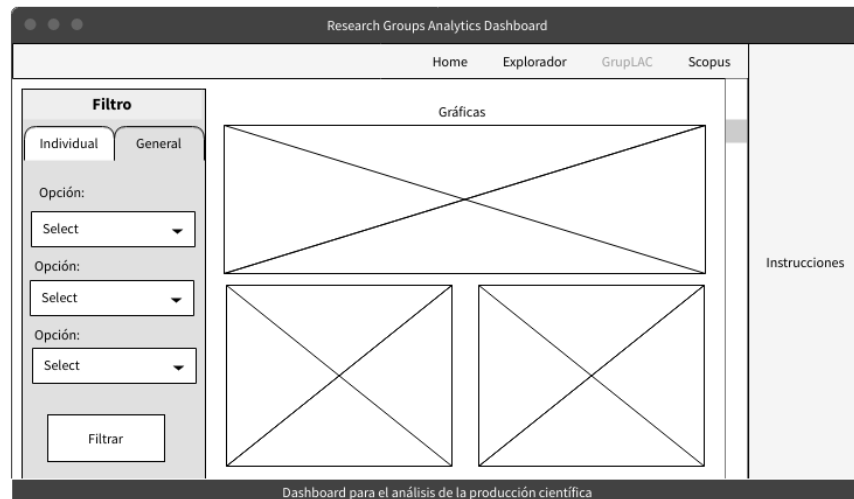 Research Groups Analytics Dashboard
Home Explorador GrupLAC Scopus
Filtro
Individual General
Opción:
Select
Opción:
Select
Opción:
Select
Filtrar
Gráficas
Instrucciones
Dashboard para el análisis de la producción científica